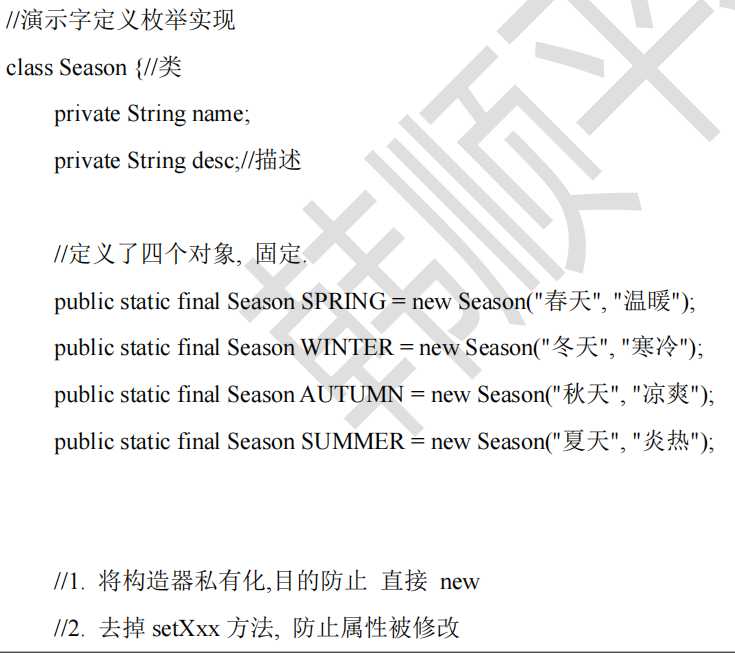 //演示字定义枚举实现
class Season {//类
private String name;
private String desc;//描述
//定义了四个对象, 固定.
public static final Season SPRING = new Season("春天", "温暖");
public static final Season WINTER = new Season("冬天", "寒冷");
public static final Season AUTUMN = new Season("秋天", "凉爽");
public static final Season SUMMER = new Season("夏天", "炎热");
//1. 将构造器私有化,目的防止 直接 new
//2. 去掉 setXxx 方法, 防止属性被修改
韩顺平